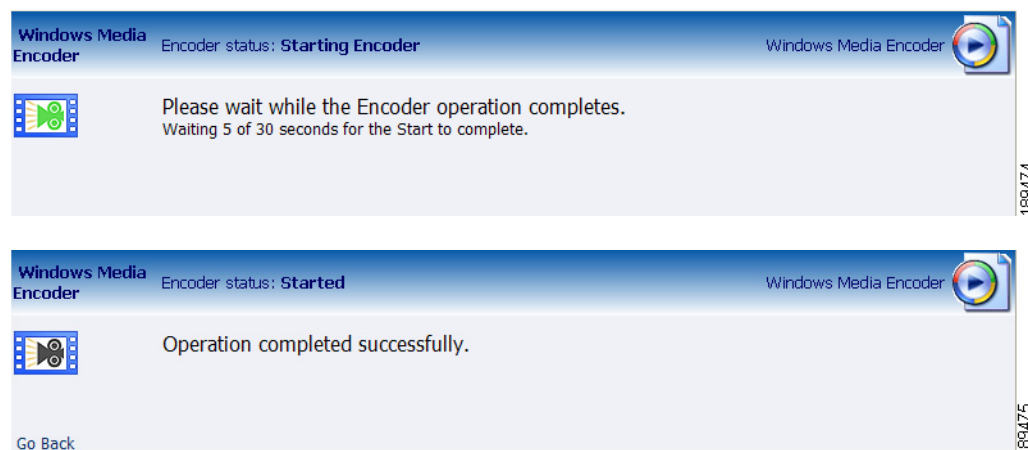 Windows Media Encoder
Encoder status: Starting Encoder
Windows Media Encoder
Please wait while the Encoder operation completes.
Waiting 5 of 30 seconds for the Start to complete.
189474
Windows Media Encoder
Encoder status: Started
Windows Media Encoder
Operation completed successfully.
Go Back
89475